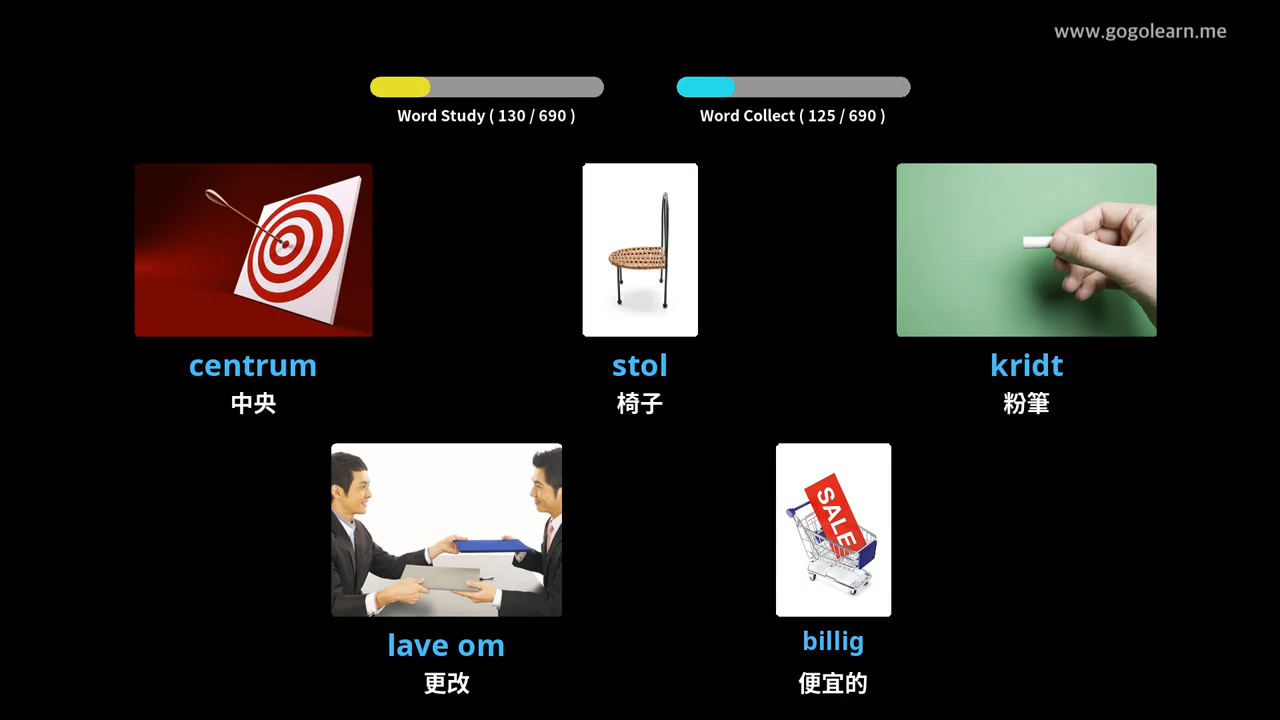 www.gogolearn.me
Word Study ( 130 / 690 )
Word Collect ( 125 / 690 )
centrum
中央
stol
椅子
kridt
粉筆
lave om
更改
SALE
billig
便宜的